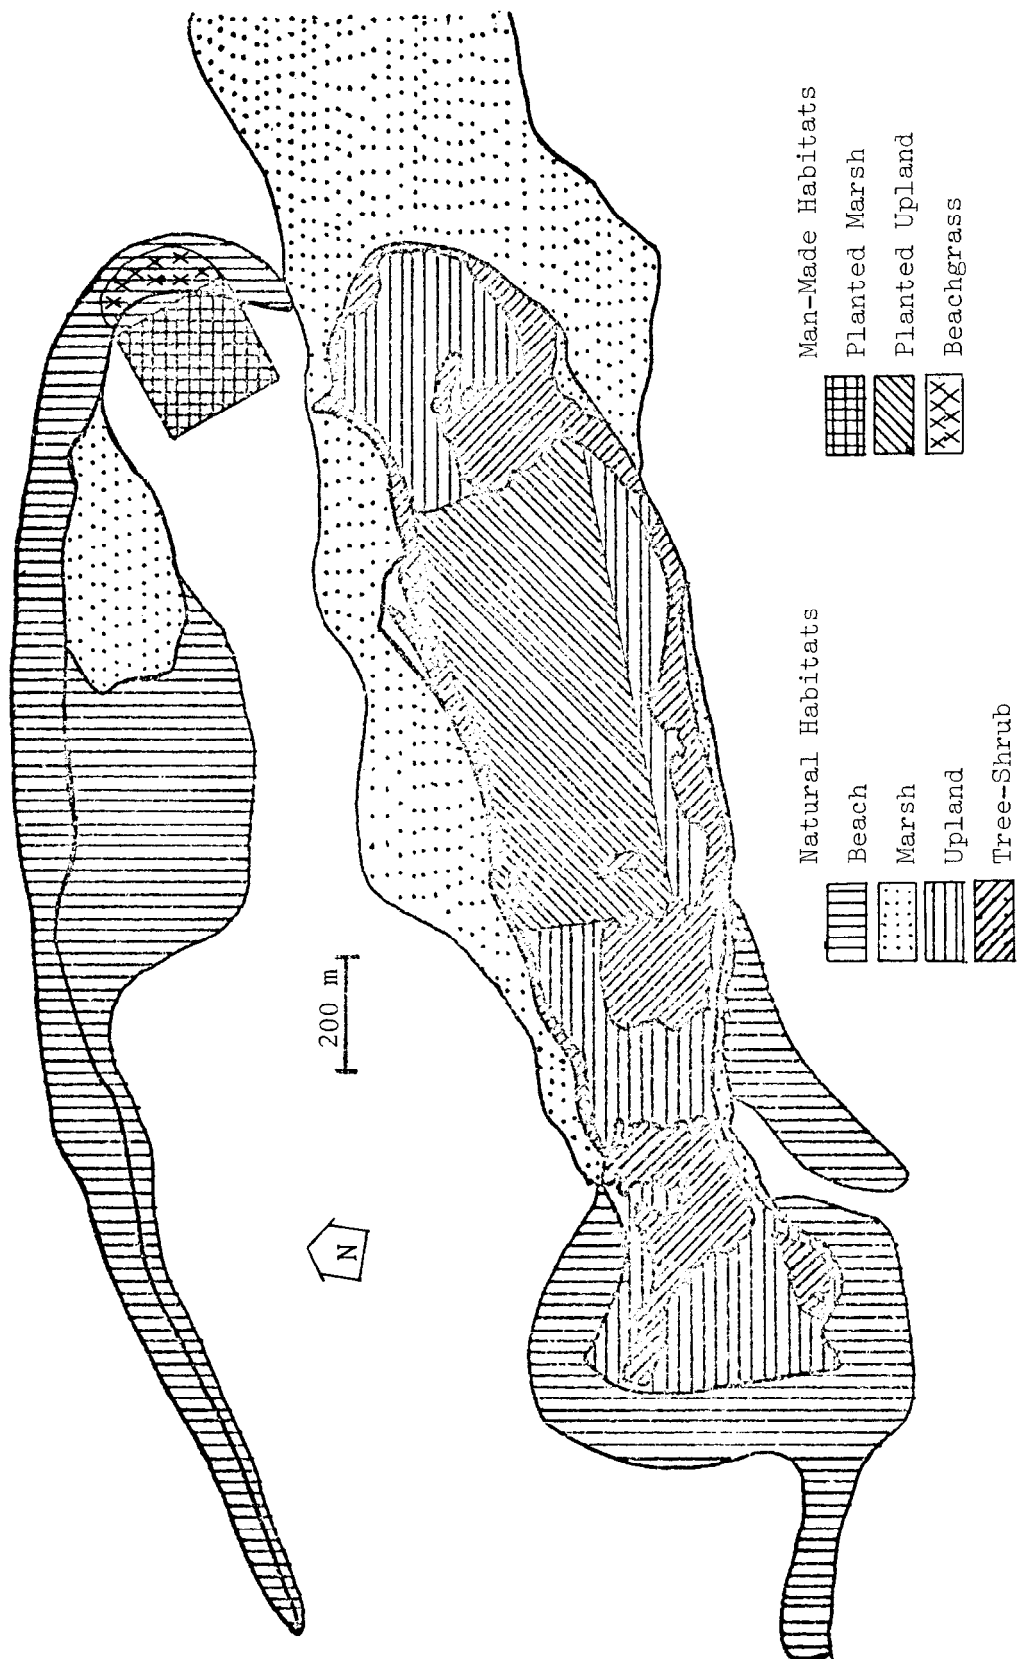 200 m
N
Natural Habitats
Beach
Marsh
Upland
Tree-Shrub
Man-Made Habitats
Planted Marsh
Planted Upland
Beachgrass